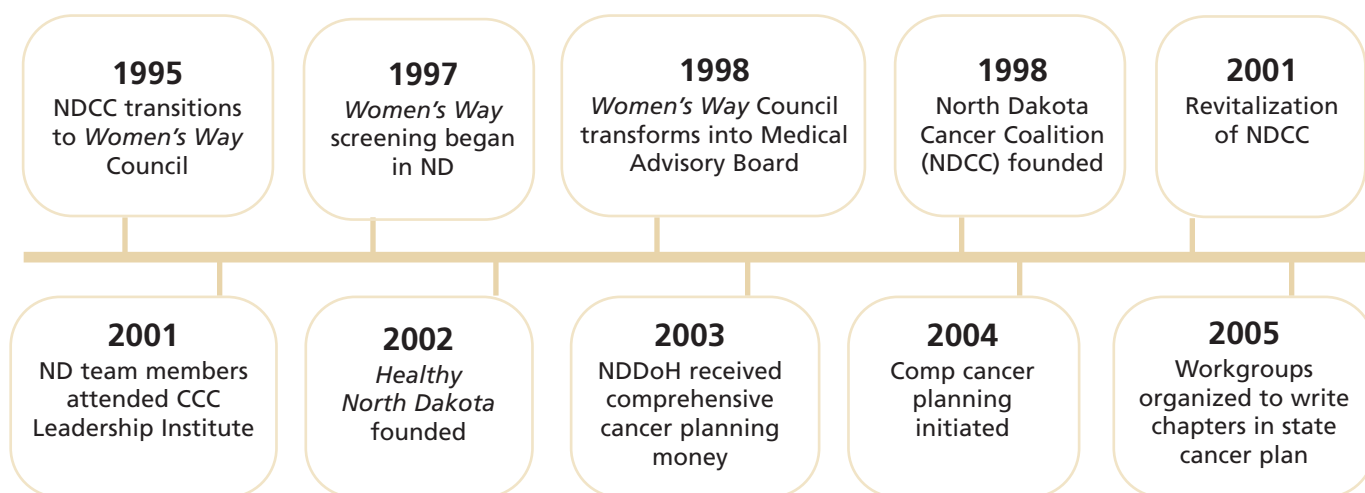 1995
NDCC transitions
to Women's Way
Council
1997
Women's Way
screening began
in ND
1998
Women's Way Council
transforms into Medical
Advisory Board
1998
North Dakota
Cancer Coalition
(NDCC) founded
2001
Revitalization
of NDCC
2001
ND team members
attended CCC
Leadership Institute
2002
Healthy
North Dakota
founded
2003
NDDoH received
comprehensive
cancer planning
money
2004
Comp cancer
planning
initiated
2005
Workgroups
organized to write
chapters in state
cancer plan